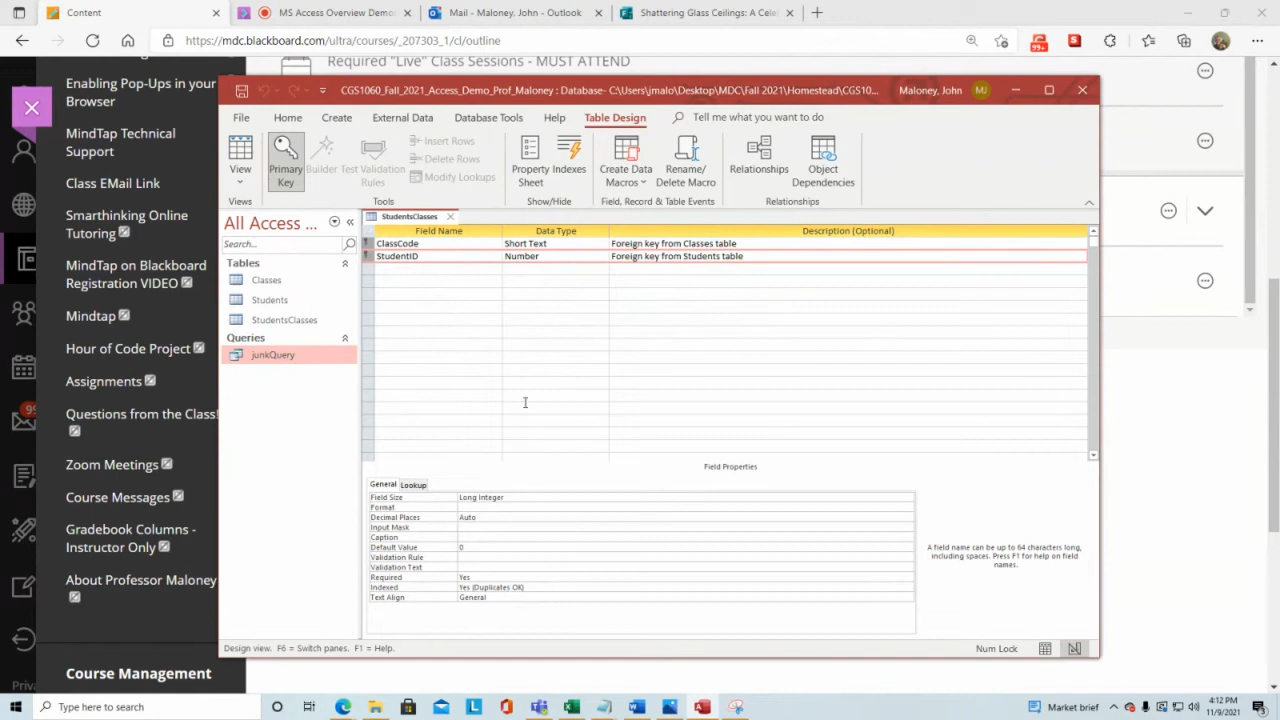 Content
MS Access Overview Demo
Mail - Maloney, John - Outlook
Shattering Glass Ceilings: A Cele
https://mdc.blackboard.com/ultra/courses/_207303_1/cl/outline
99+
Enabling Pop-Ups in your
Browser
MindTap Technical
Support
Class EMail Link
Smarthinking Online
Tutoring
MindTap on Blackboard
Registration VIDEO
Mindtap
Hour of Code Project
Assignments
Questions from the Class!
Zoom Meetings
Course Messages
Gradebook Columns -
Instructor Only
About Professor Maloney
Course Management
Required "Live" Class Sessions - MUST ATTEND
CGS1060_Fall_2021_Access_Demo_Prof_Maloney : Database- C:\Users\jmalo\Desktop\MDC\Fall 2021\Homestead\CGS10...
Maloney, John
MJ
File
Home
Create
External Data
Database Tools
Help
Table Design
Tell me what you want to do
View
Primary
Key
Builder
Test Validation
Rules
Insert Rows
Delete Rows
Modify Lookups
Property
Sheet
Indexes
Create Data
Macros
Rename/
Delete Macro
Relationships
Object
Dependencies
Views
Tools
Show/Hide
Field, Record & Table Events
Relationships
All Access ...
Search...
Tables
Classes
Students
StudentsClasses
Queries
junkQuery
StudentsClasses
Field Name
Data Type
Description (Optional)
ClassCode
Short Text
Foreign key from Classes table
StudentID
Number
Foreign key from Students table
Field Properties
General
Lookup
Field Size
Long Integer
Format
Decimal Places
Auto
Input Mask
Caption
Default Value
0
Validation Rule
Validation Text
Required
Yes
Indexed
Yes (Duplicates OK)
Text Align
General
A field name can be up to 64 characters long,
including spaces. Press F1 for help on field
names.
Design view. F6 = Switch panes. F1 = Help.
Num Lock
Type here to search
Market brief
4:12 PM
11/9/2021